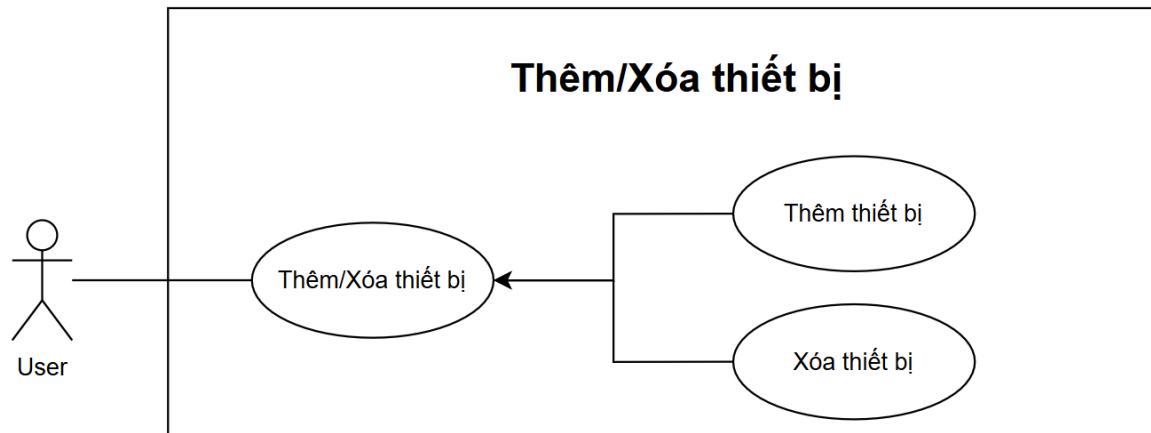 Thêm/Xóa thiết bị
Thêm thiết bị
Thêm/Xóa thiết bị
Xóa thiết bị
User